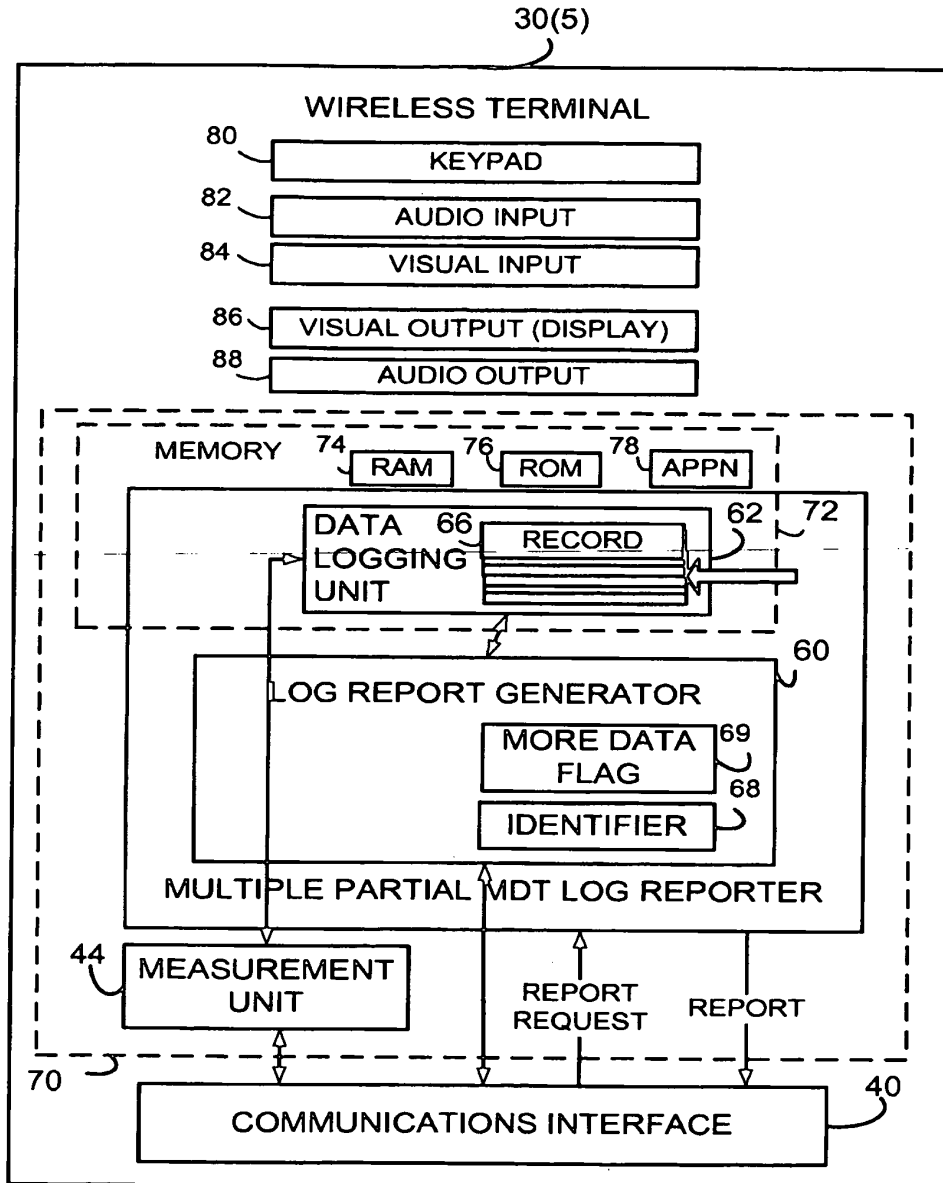 30(5)
WIRELESS TERMINAL
80
KEYPAD
82
AUDIO INPUT
84
VISUAL INPUT
86
VISUAL OUTPUT (DISPLAY)
88
AUDIO OUTPUT
MEMORY
74
RAM
76
ROM
78
APPN
DATA
LOGGING
UNIT
66
RECORD
62
72
60
LOG REPORT GENERATOR
MORE DATA
FLAG
69
IDENTIFIER
68
MULTIPLE PARTIAL MDT LOG REPORTER
44
MEASUREMENT
UNIT
REPORT
REQUEST
REPORT
70
COMMUNICATIONS INTERFACE
40